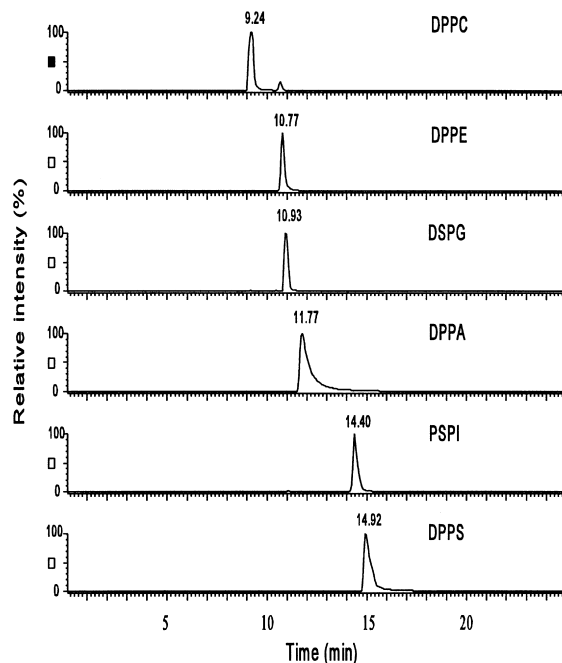 9.24
DPPC
100
0
10.77
DPPE
100
0
10.93
DSPG
100
0
11.77
DPPA
100
0
14.40
PSPI
100
0
14.92
DPPS
100
0
Relative intensity (%)
5 10 15 20
Time (min)